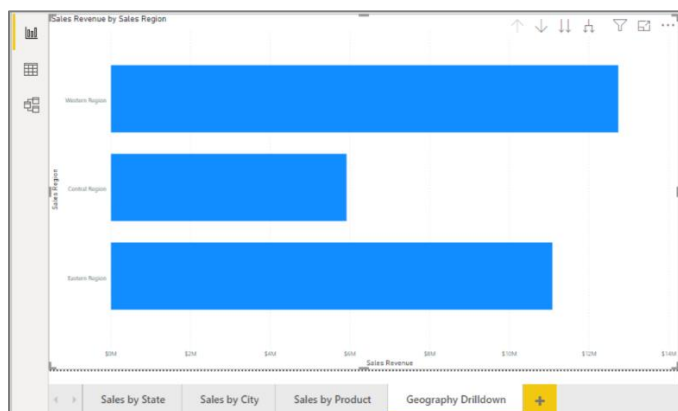 Sales Revenue by Sales Region
Western Region
Central Region
Eastern Region
Sales Region
$0M $2M $4M $6M $8M $10M $12M $14M
Sales Revenue
Sales by State Sales by City Sales by Product Geography Drilldown +